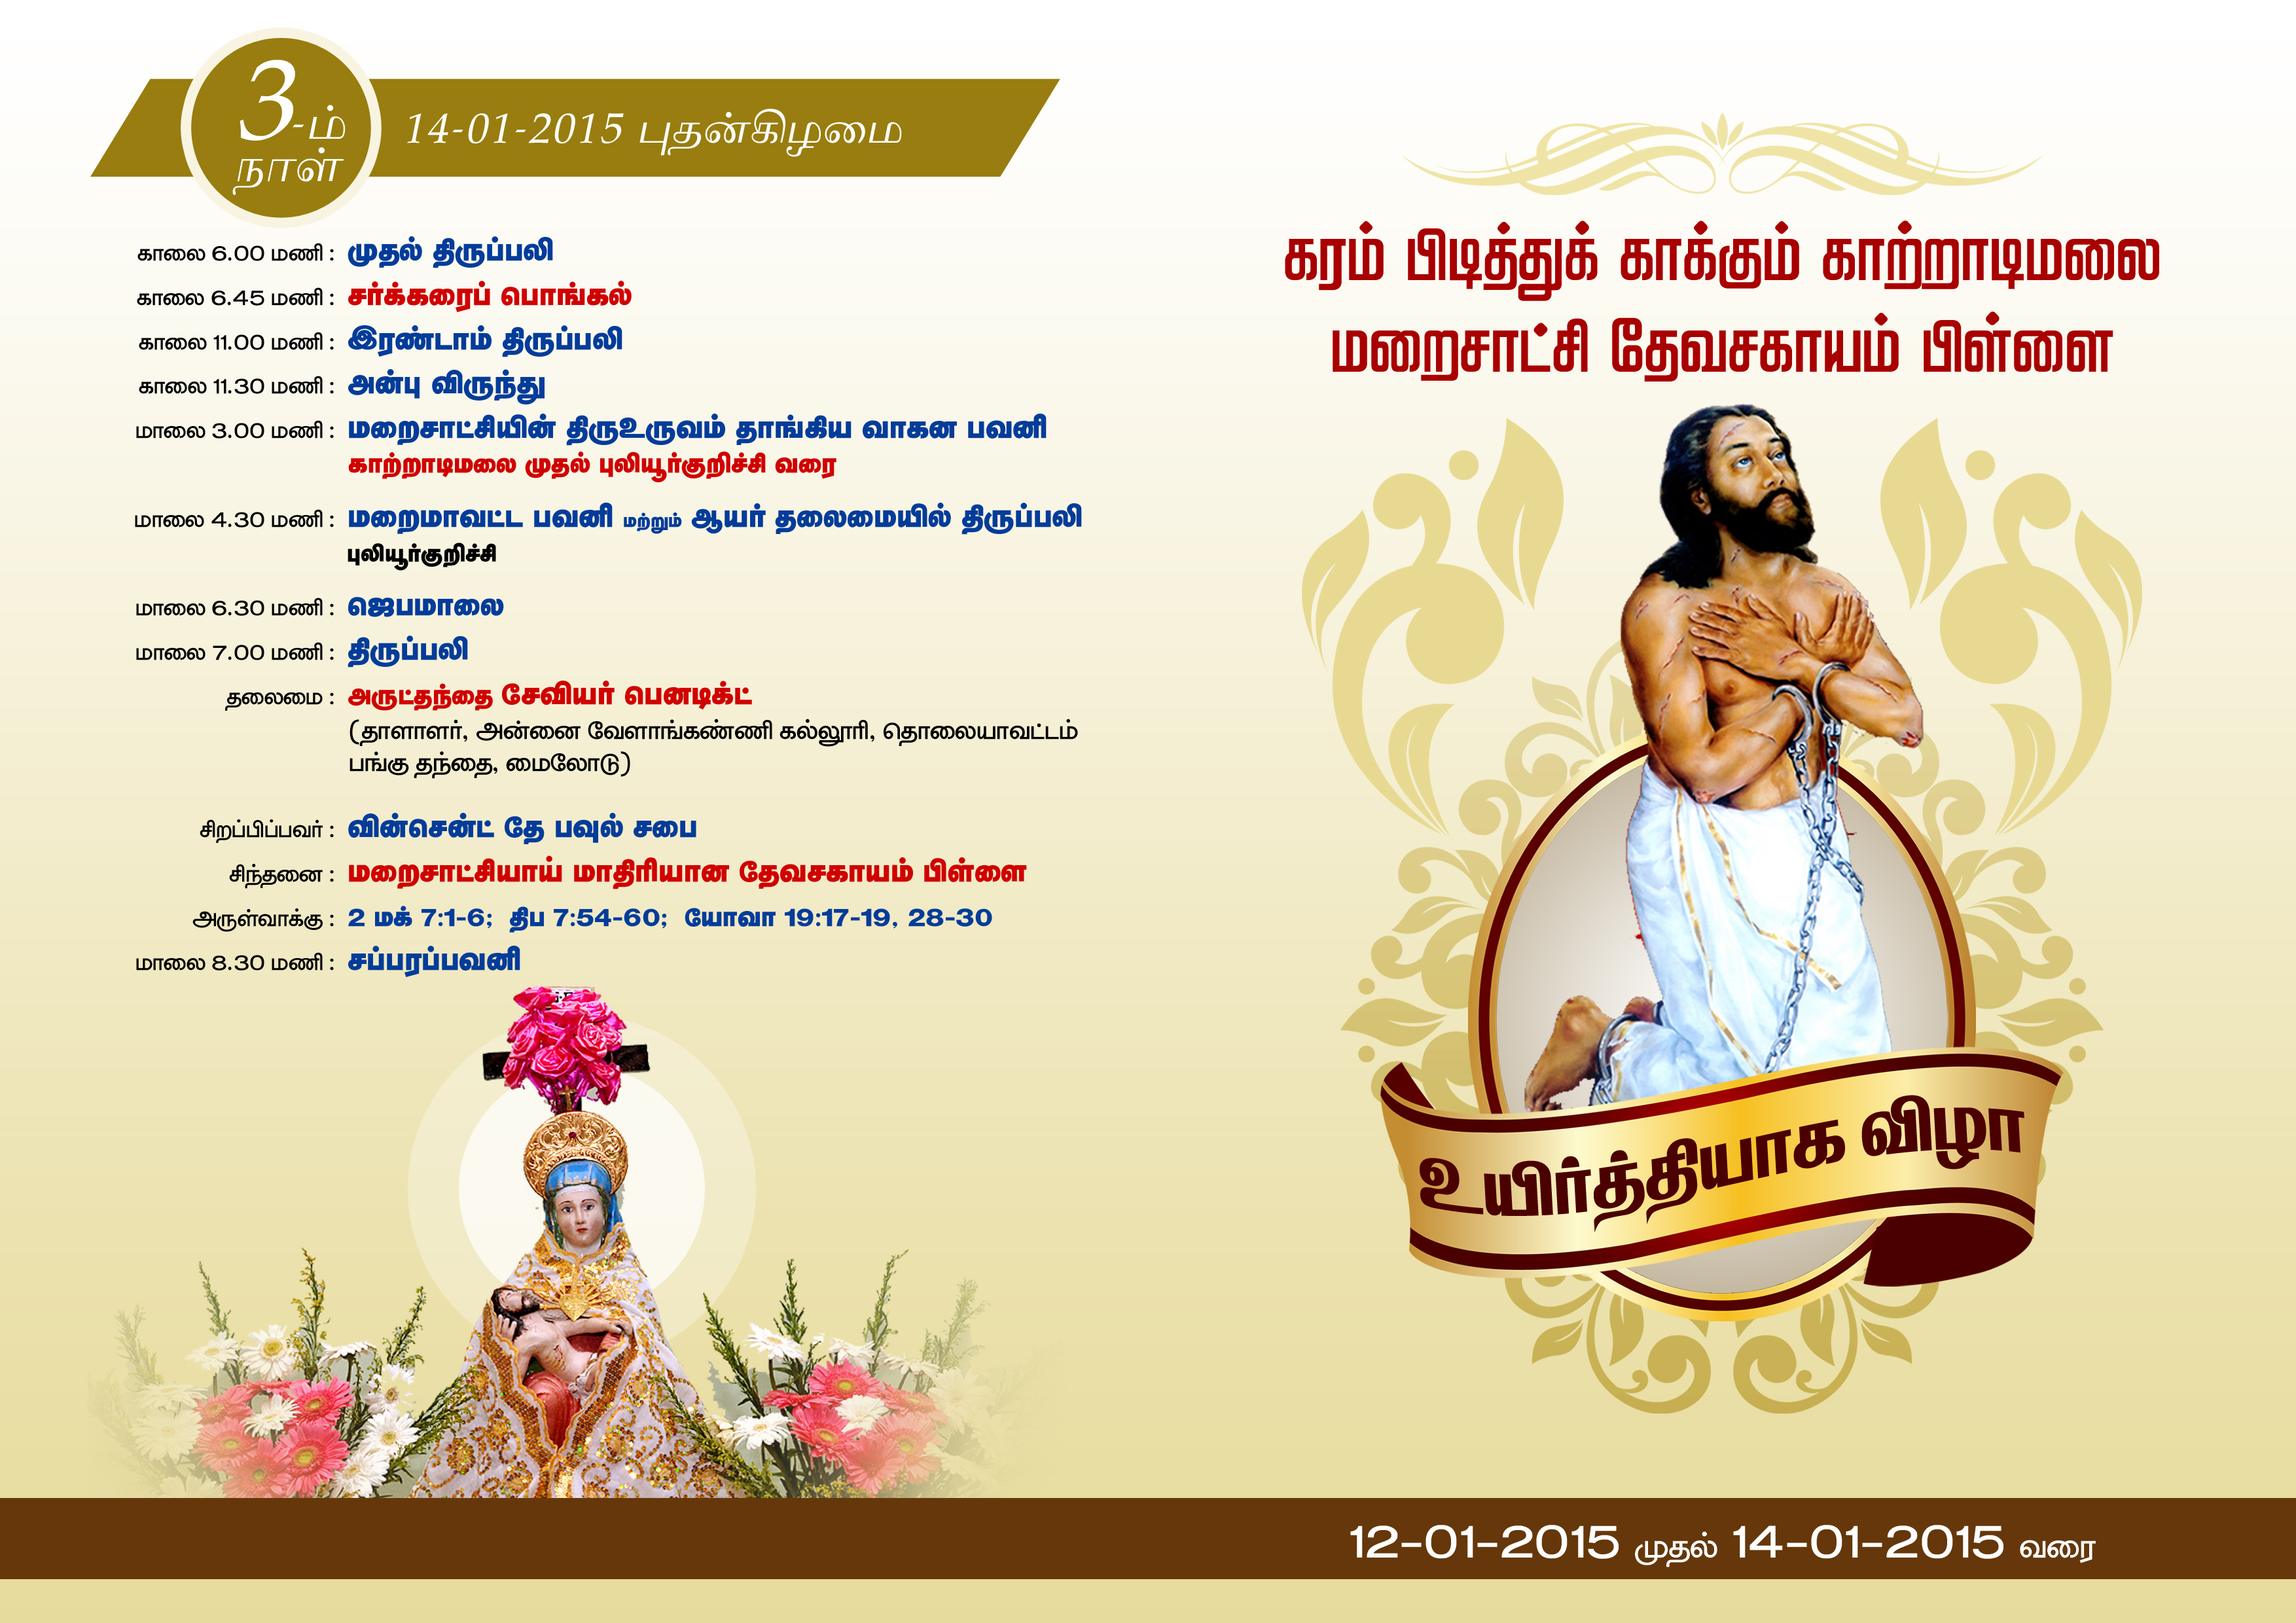 3-ம்
நாள்
14-01-2015 புதன்கிழமை
காலை 6.00 மணி : முதல் திருப்பலி
காலை 6.45 மணி : சர்க்கரைப் பொங்கல்
காலை 11.00 மணி : இரண்டாம் திருப்பலி
காலை 11.30 மணி : அன்பு விருந்து
மாலை 3.00 மணி : மறைசாட்சியின் திருஉருவம் தாங்கிய வாகன பவனி
காற்றாடிமலை முதல் புலியூர்குறிச்சி வரை
மாலை 4.30 மணி : மறைமாவட்ட பவனி மற்றும் ஆயர் தலைமையில் திருப்பலி
புலியூர்குறிச்சி
மாலை 6.30 மணி : ஜெபமாலை
மாலை 7.00 மணி : திருப்பலி
தலைமை : அருட்தந்தை சேவியர் பெனடிக்ட்
(தாளாளர், அன்னை வேளாங்கண்ணி கல்லூரி, தொலையாவட்டம்
பங்கு தந்தை, மைலோடு)
சிறப்பிப்பவர் : வின்சென்ட் தே பவுல் சபை
சிந்தனை : மறைசாட்சியாய் மாதிரியான தேவசகாயம் பிள்ளை
அருள்வாக்கு : 2 மக் 7:1-6; திப 7:54-60; யோவா 19:17-19, 28-30
மாலை 8.30 மணி : சப்பரப்பவனி
கரம் பிடித்துக் காக்கும் காற்றாடிமலை
மறைசாட்சி தேவசகாயம் பிள்ளை
உயிர்த்தியாக விழா
12-01-2015 முதல் 14-01-2015 வரை